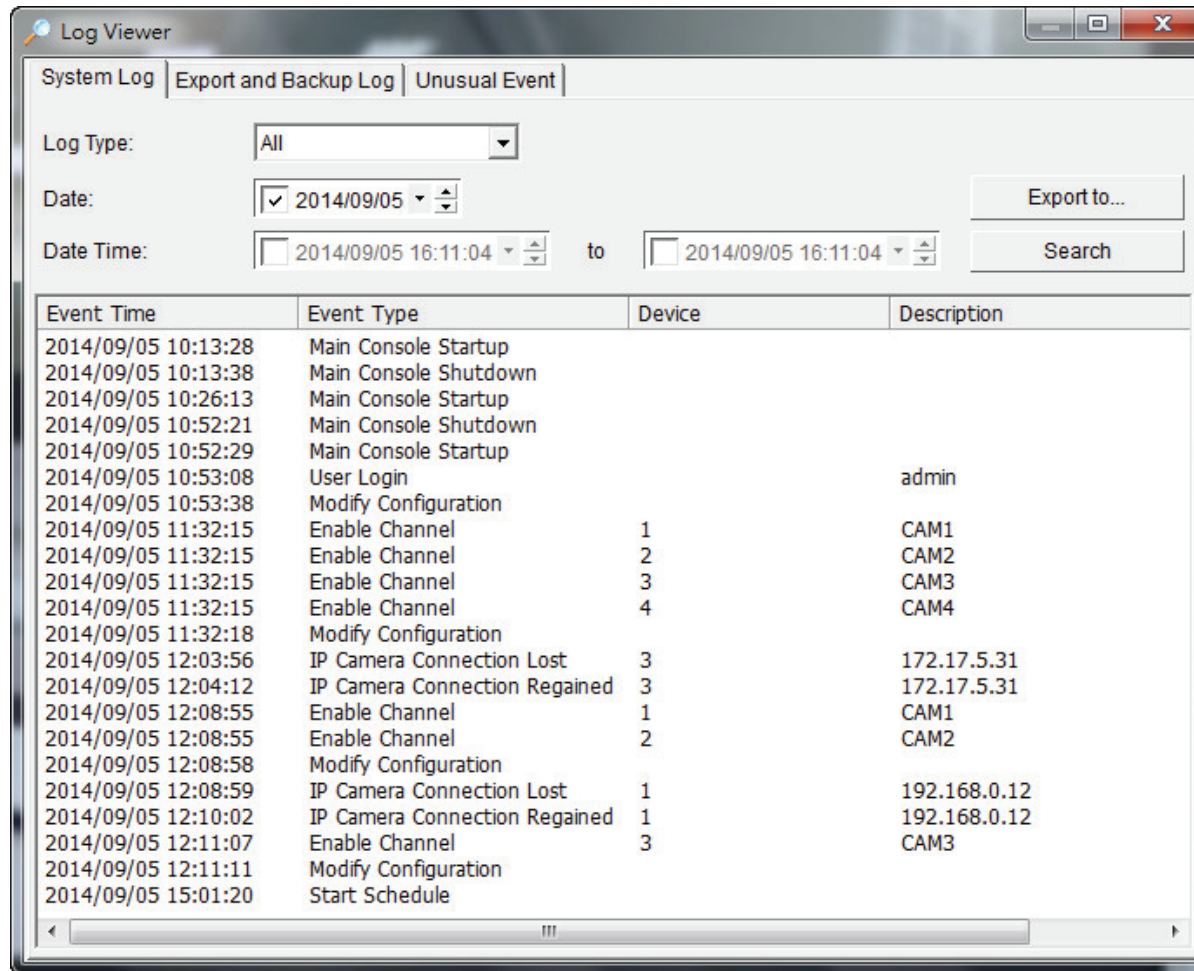 Log Viewer
System Log Export and Backup Log Unusual Event
Log Type: All
Date: 2014/09/05 Export to...
Date Time: 2014/09/05 16:11:04 to 2014/09/05 16:11:04 Search
Event Time Event Type Device Description
2014/09/05 10:13:28 Main Console Startup
2014/09/05 10:13:38 Main Console Shutdown
2014/09/05 10:26:13 Main Console Startup
2014/09/05 10:52:21 Main Console Shutdown
2014/09/05 10:52:29 Main Console Startup
2014/09/05 10:53:08 User Login admin
2014/09/05 10:53:38 Modify Configuration
2014/09/05 11:32:15 Enable Channel 1 CAM1
2014/09/05 11:32:15 Enable Channel 2 CAM2
2014/09/05 11:32:15 Enable Channel 3 CAM3
2014/09/05 11:32:15 Enable Channel 4 CAM4
2014/09/05 11:32:18 Modify Configuration
2014/09/05 12:03:56 IP Camera Connection Lost 3 172.17.5.31
2014/09/05 12:04:12 IP Camera Connection Regained 3 172.17.5.31
2014/09/05 12:08:55 Enable Channel 1 CAM1
2014/09/05 12:08:55 Enable Channel 2 CAM2
2014/09/05 12:08:58 Modify Configuration
2014/09/05 12:08:59 IP Camera Connection Lost 1 192.168.0.12
2014/09/05 12:10:02 IP Camera Connection Regained 1 192.168.0.12
2014/09/05 12:11:07 Enable Channel 3 CAM3
2014/09/05 12:11:11 Modify Configuration
2014/09/05 15:01:20 Start Schedule